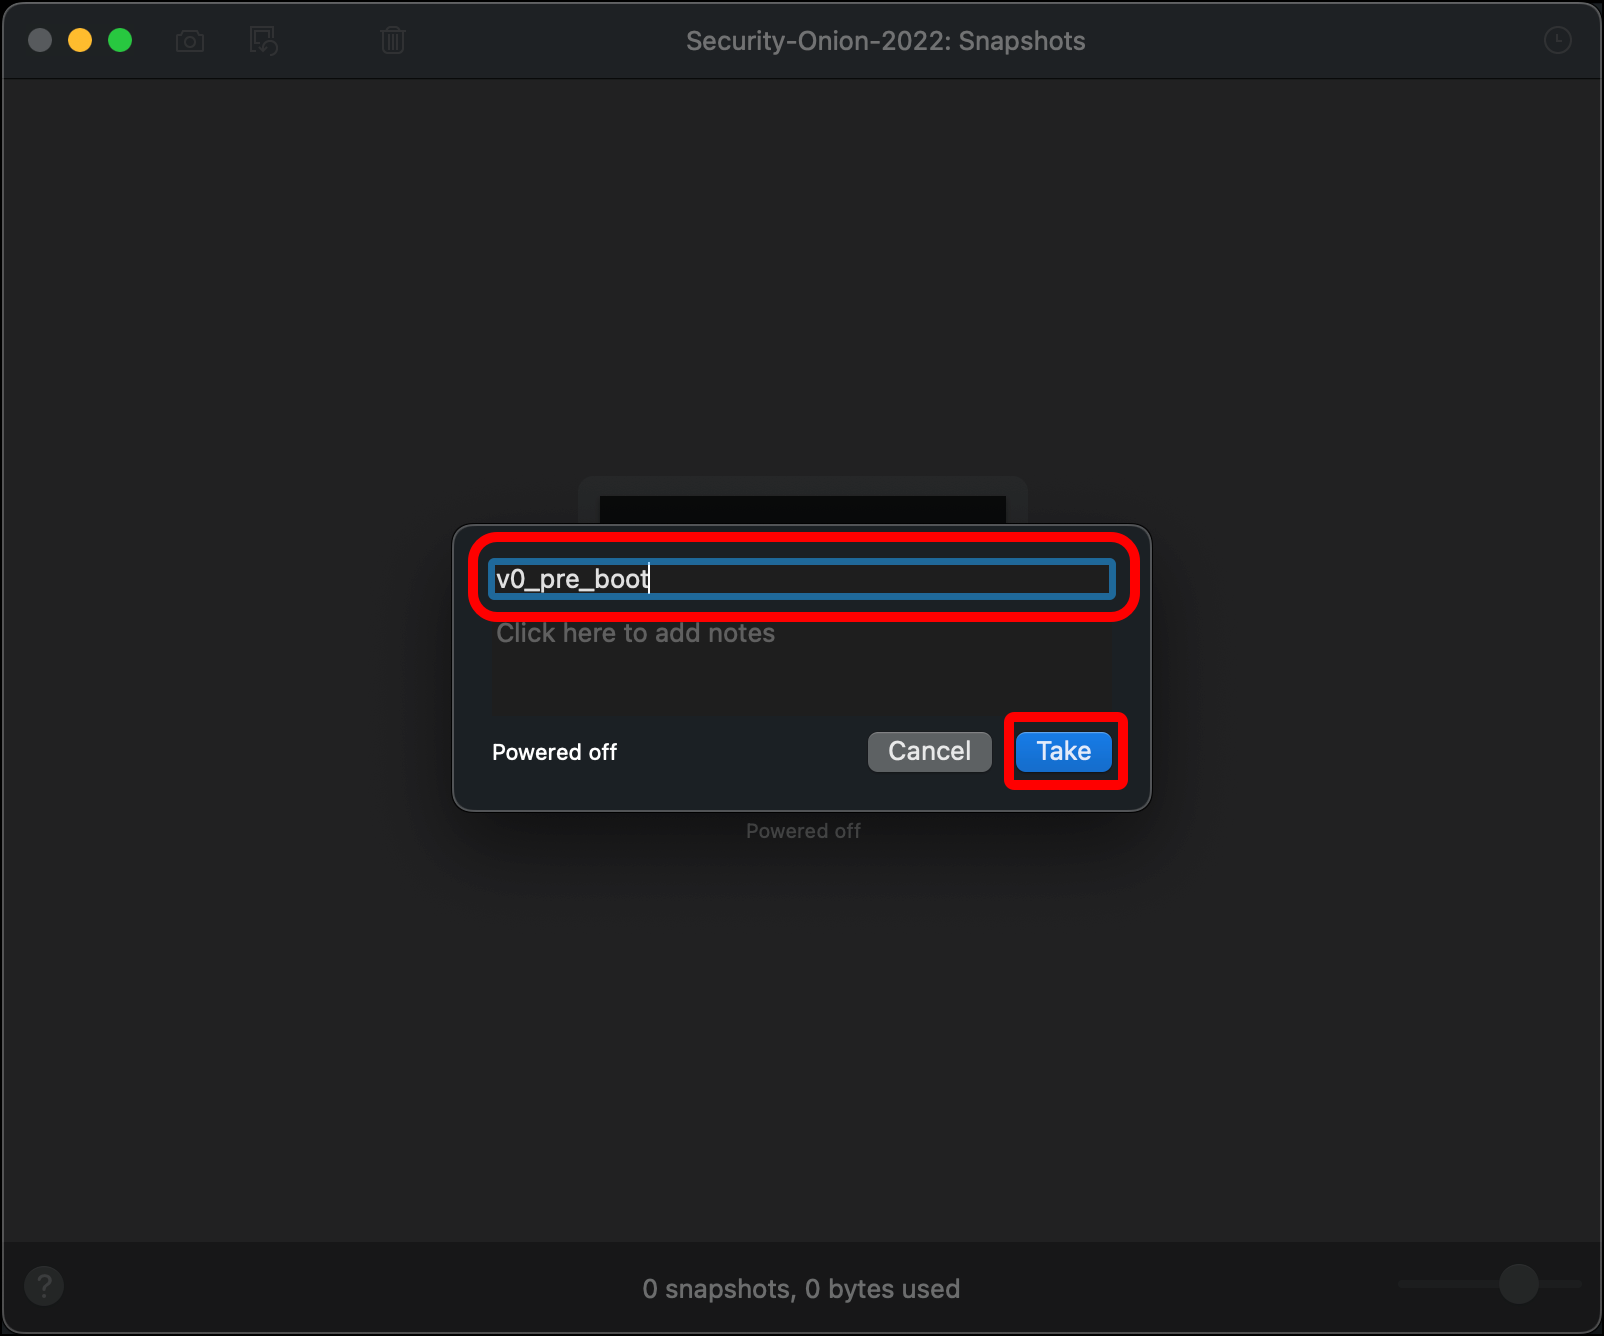 Security-Onion-2022: Snapshots
v0_pre_boot
Click here to add notes
Powered off
Cancel
Take
Powered off
?
0 snapshots, 0 bytes used